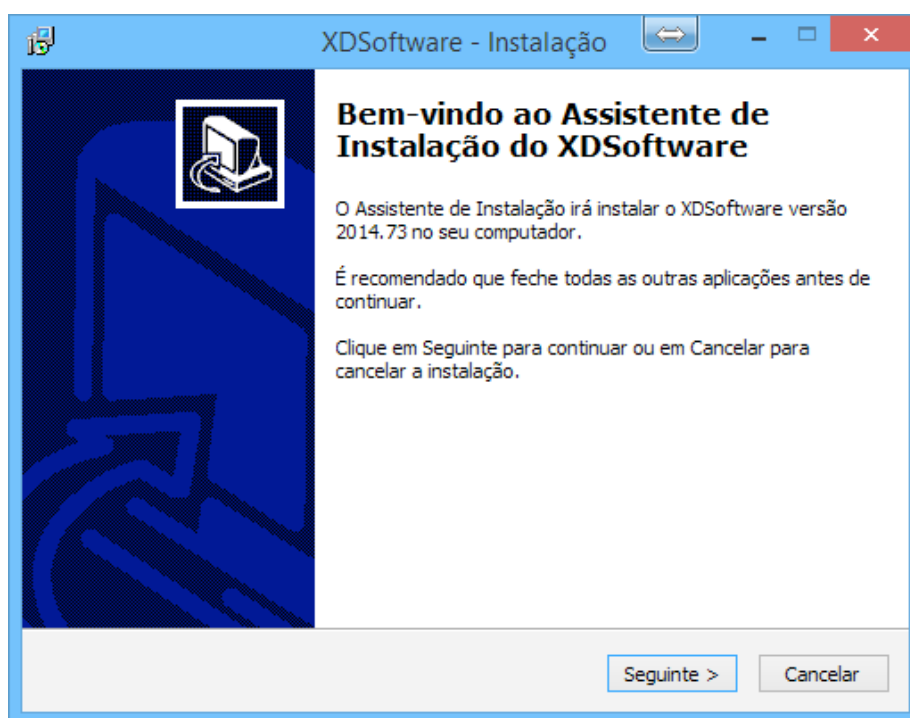 XDSoftware - Instalação
Bem-vindo ao Assistente de
Instalação do XDSoftware
O Assistente de Instalação irá instalar o XDSoftware versão
2014.73 no seu computador.
É recomendado que feche todas as outras aplicações antes de
continuar.
Clique em Seguinte para continuar ou em Cancelar para
cancelar a instalação.
Seguinte >
Cancelar